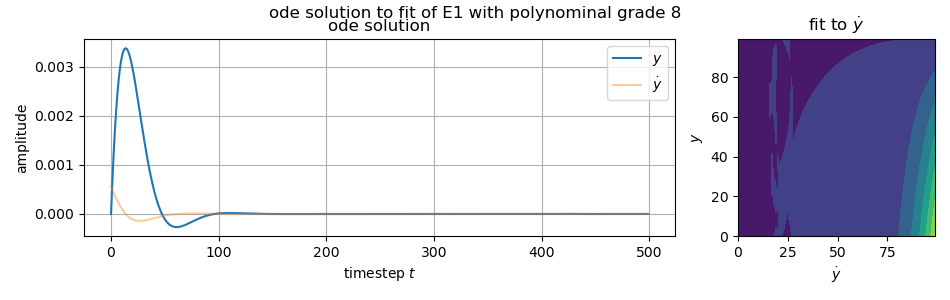 ode solution to fit of E1 with polynominal grade 8
ode solution
fit to ẏ
0.003
0.002
0.001
0.000
amplitude
y
ẏ
0
100
200
300
400
500
timestep t
80
60
40
20
0
y
0
25
50
75
ẏ